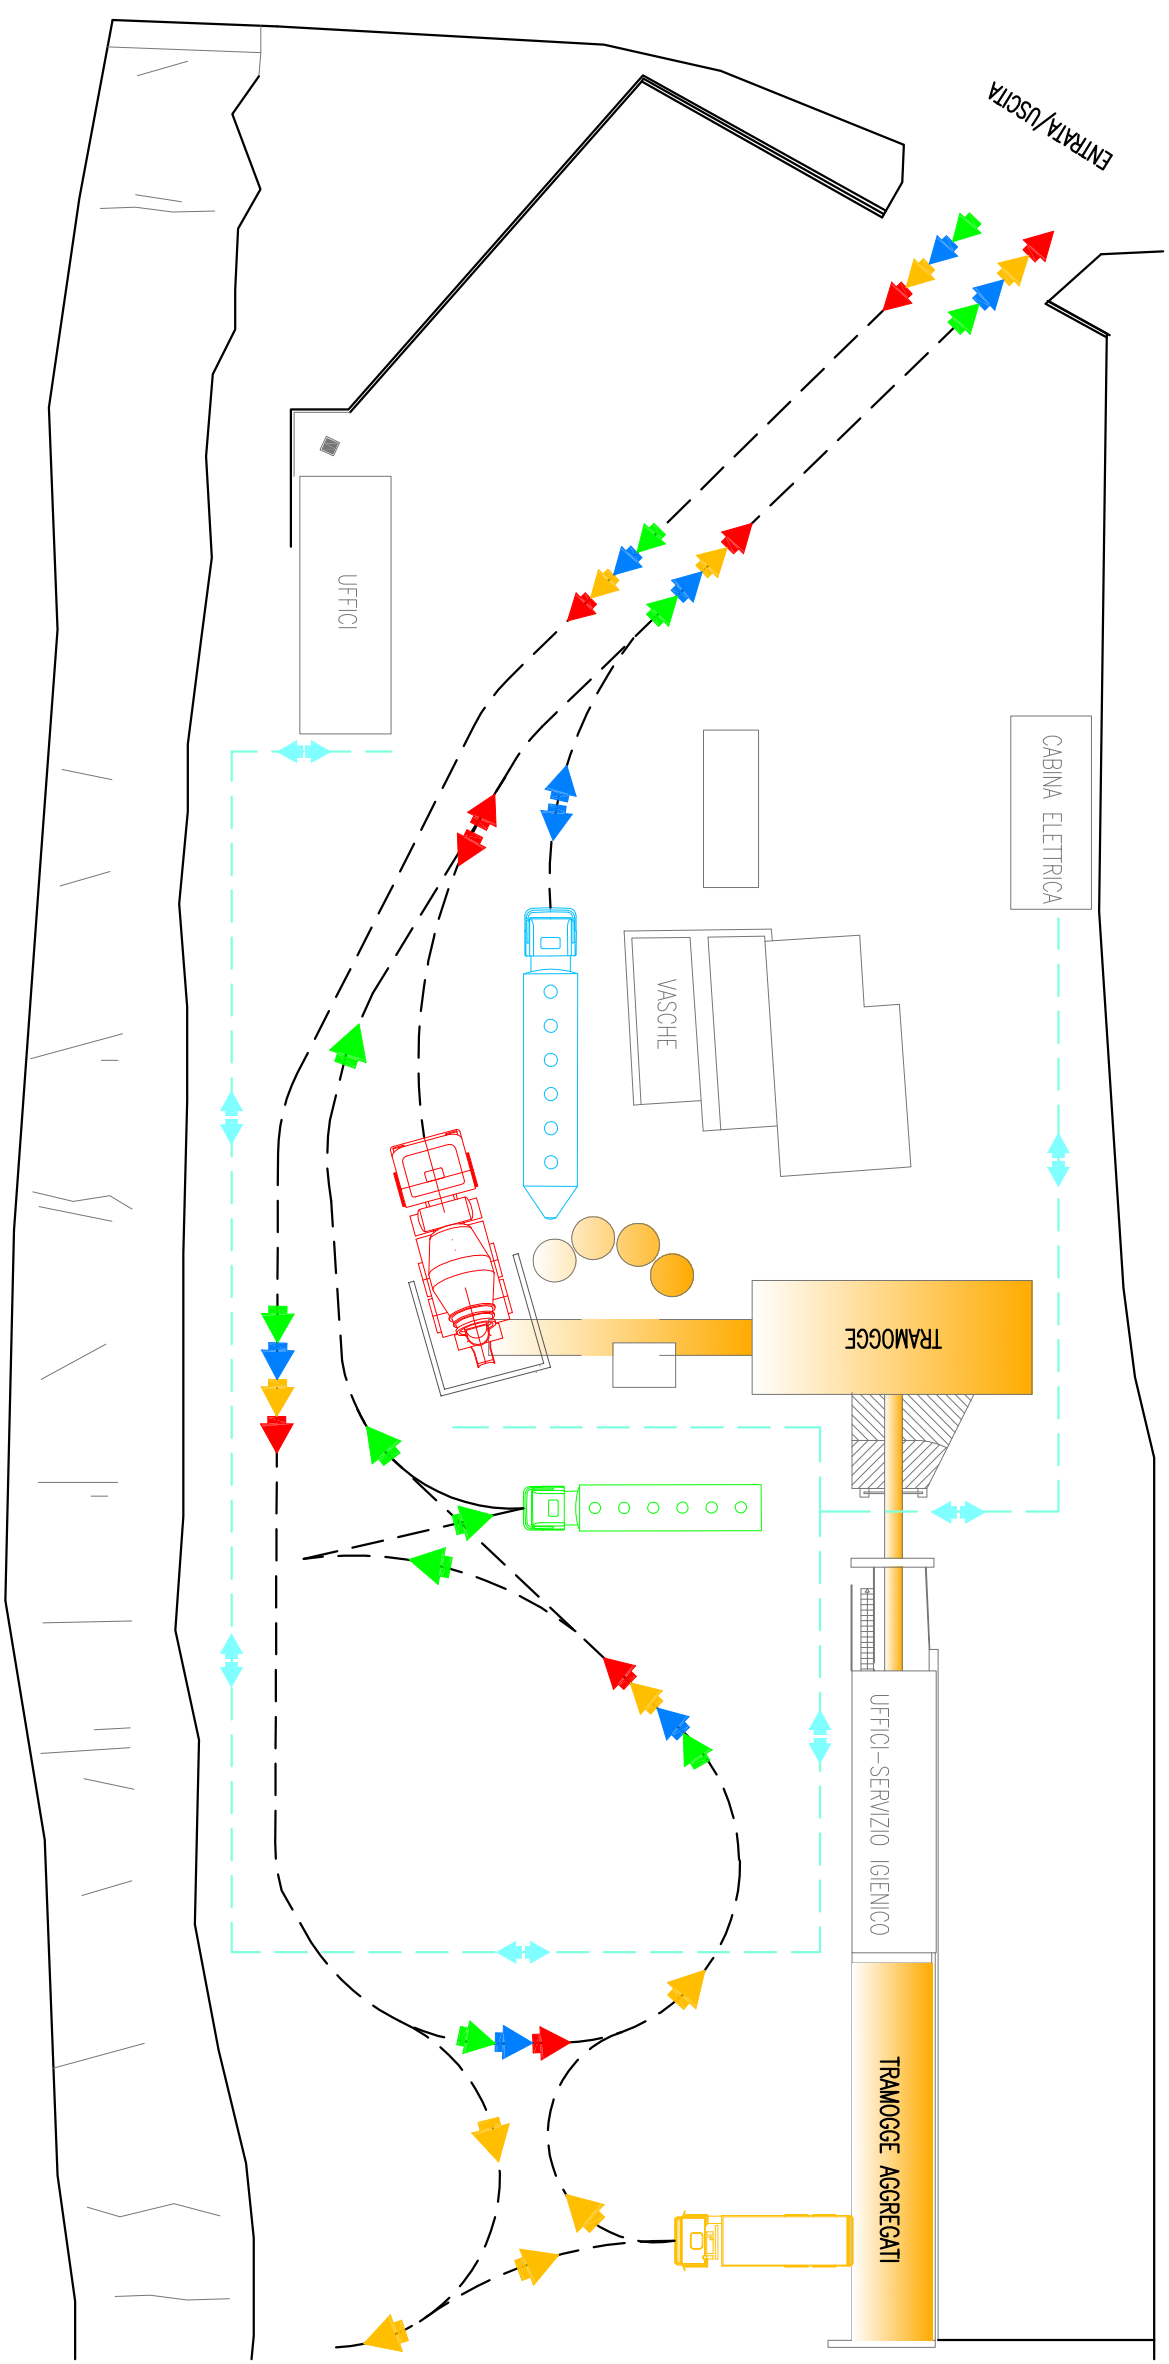 ENTRATA/USCITA
UFFICI
CABINA ELETTRICA
VASCHE
TRAMOGGE
UFFICI-SERVIZIO IGIENICO
TRAMOGGE AGGREGATI